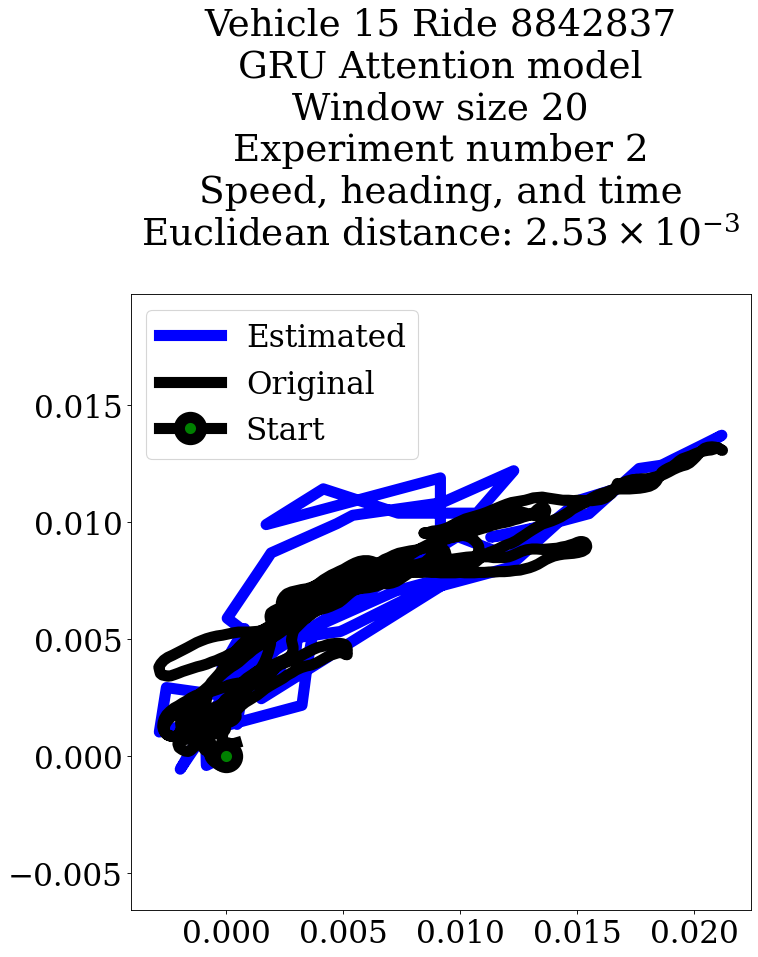 Vehicle 15 Ride 8842837
GRU Attention model
Window size 20
Experiment number 2
Speed, heading, and time
Euclidean distance: 2.53 × 10⁻³
Estimated
Original
Start
0.015
0.010
0.005
0.000
−0.005
0.000 0.005 0.010 0.015 0.020